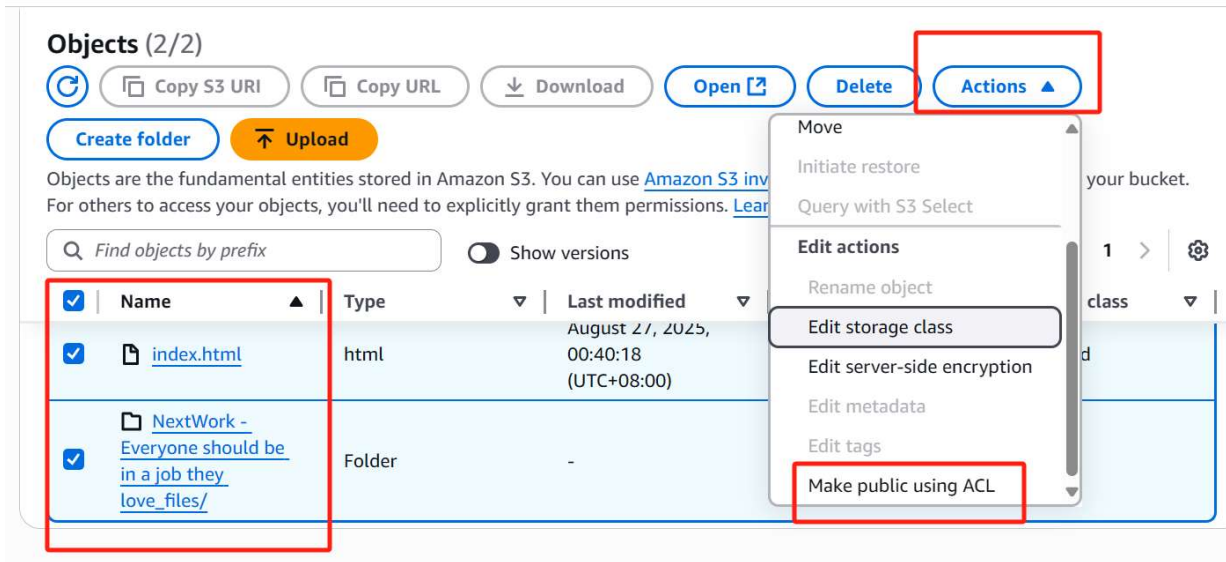 Objects (2/2)
Copy S3 URI
Copy URL
Download
Open
Delete
Actions
Create folder
Upload
Objects are the fundamental entities stored in Amazon S3. You can use Amazon S3 inv
your bucket.
For others to access your objects, you'll need to explicitly grant them permissions. Lear
Find objects by prefix
Show versions
1
Name
Type
Last modified
class
index.html
html
August 27, 2025,
00:40:18
(UTC+08:00)
d
NextWork -
Everyone should be
in a job they
love_files/
Folder
-
Move
Initiate restore
Query with S3 Select
Edit actions
Rename object
Edit storage class
Edit server-side encryption
Edit metadata
Edit tags
Make public using ACL